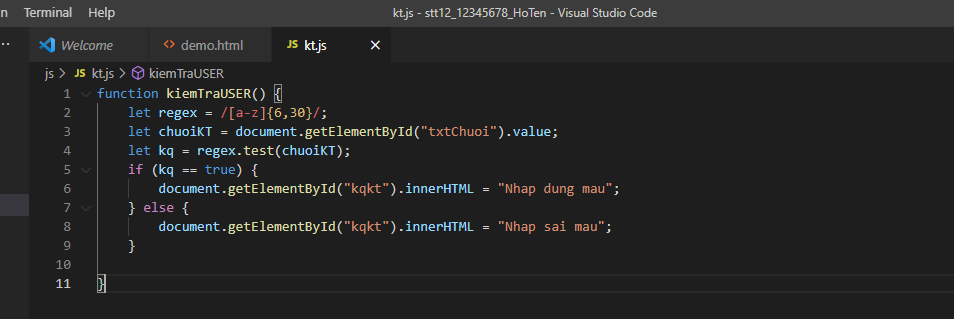 n Terminal Help kt.js - stt12_12345678_HoTen - Visual Studio Code
Welcome demo.html JS kt.js
js > JS kt.js > kiemTraUSER
1 function kiemTraUSER() {
2 let regex = /[a-z]{6,30}/;
3 let chuoiKT = document.getElementById("txtChuoi").value;
4 let kq = regex.test(chuoiKT);
5 if (kq == true) {
6 document.getElementById("kqkt").innerHTML = "Nhap dung mau";
7 } else {
8 document.getElementById("kqkt").innerHTML = "Nhap sai mau";
9 }
10
11 }